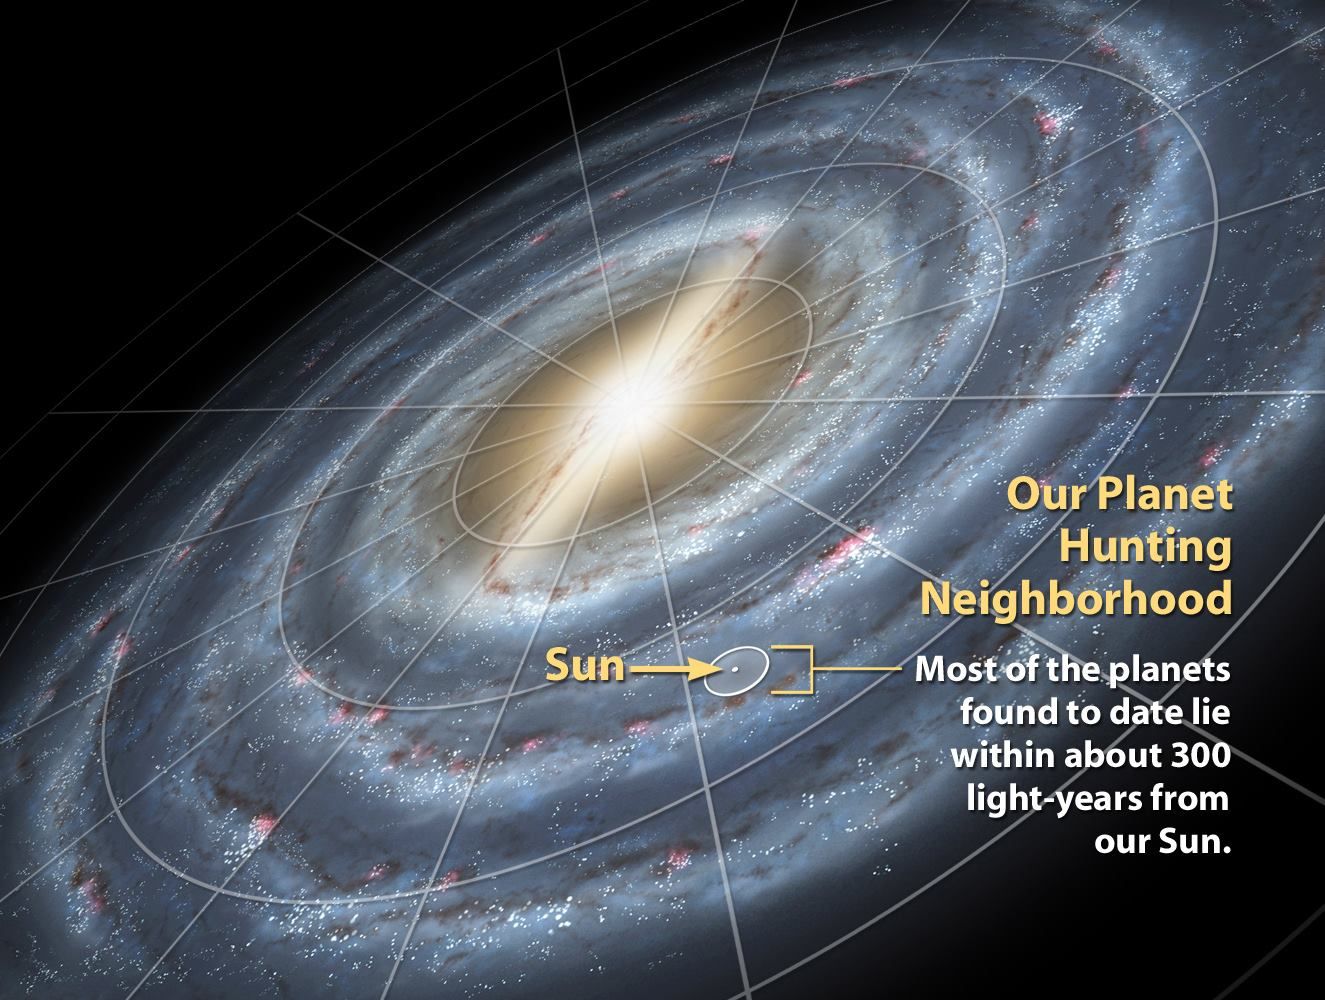 Our Planet
Hunting
Neighborhood
Sun
Most of the planets
found to date lie
within about 300
light-years from
our Sun.